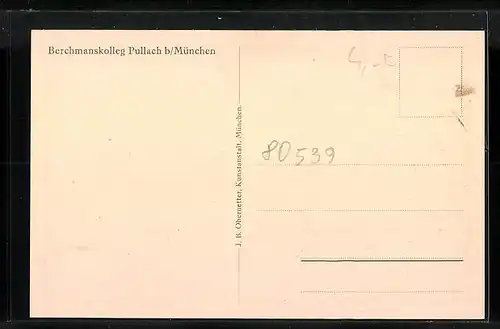 Berchmanskolleg Pullach b/München
4,-
80539
J. B. Obernetter, Kunstanstalt, München.